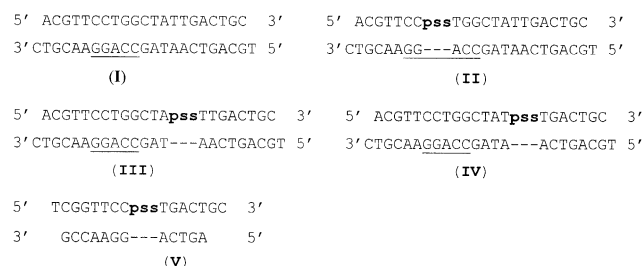 5' ACGTTCCTGGCTATTGACTGC 3'
3'CTGCAAGGACCGATAACTGACGT 5'
(I)
5' ACGTTCCpssTGGCTATTGACTGC 3'
3'CTGCAAGG---ACCGATAACTGACGT 5'
(II)
5' ACGTTCCTGGCTApssTTGACTGC 3'
3'CTGCAAGGACCGAT---AACTGACGT 5'
(III)
5' ACGTTCCTGGCTATpssTGACTGC 3'
3'CTGCAAGGACCGATA---ACTGACGT 5'
(IV)
5' TCGGTTCCpssTGACTGC 3'
3' GCCAAGG---ACTGA 5'
(V)